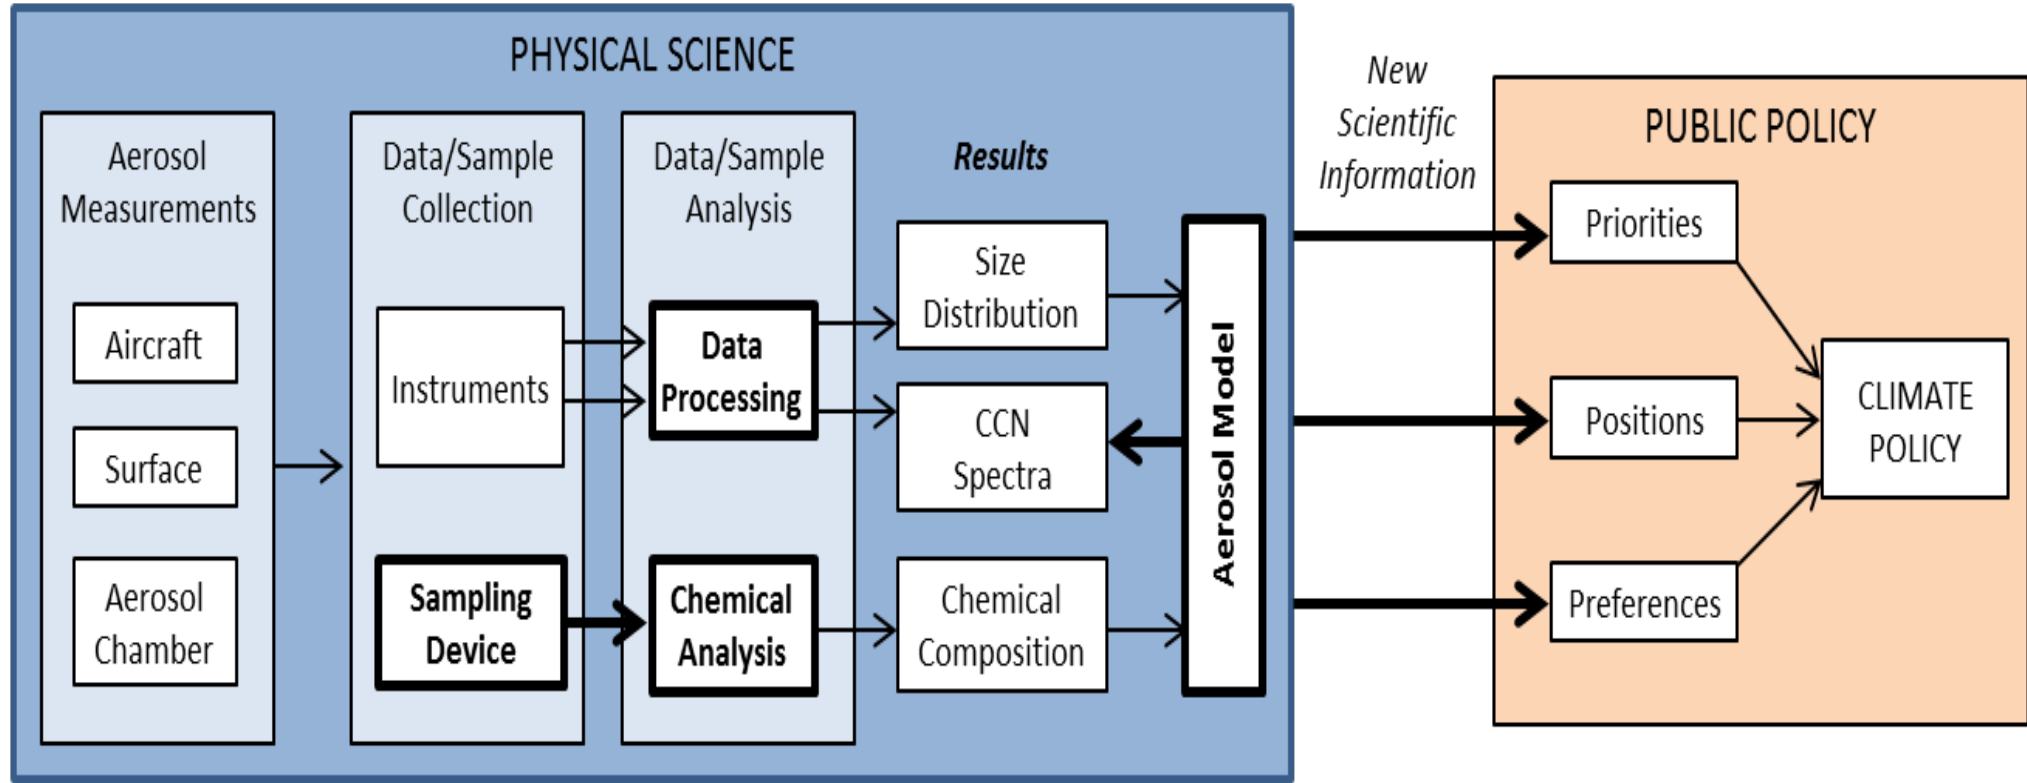 PHYSICAL SCIENCE
Aerosol
Measurements
Aircraft
Surface
Aerosol
Chamber
Data/Sample
Collection
Instruments
Sampling
Device
Data/Sample
Analysis
Data
Processing
Chemical
Analysis
Results
Size
Distribution
CCN
Spectra
Chemical
Composition
Aerosol Model
New
Scientific
Information
PUBLIC POLICY
Priorities
Positions
Preferences
CLIMATE
POLICY